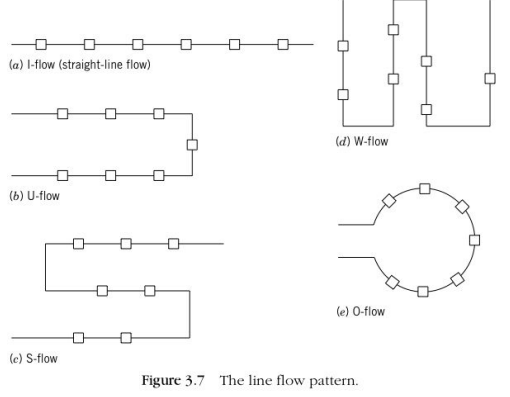 (a) I-flow (straight-line flow)
(b) U-flow
(c) S-flow
(d) W-flow
(e) O-flow
Figure 3.7 The line flow pattern.